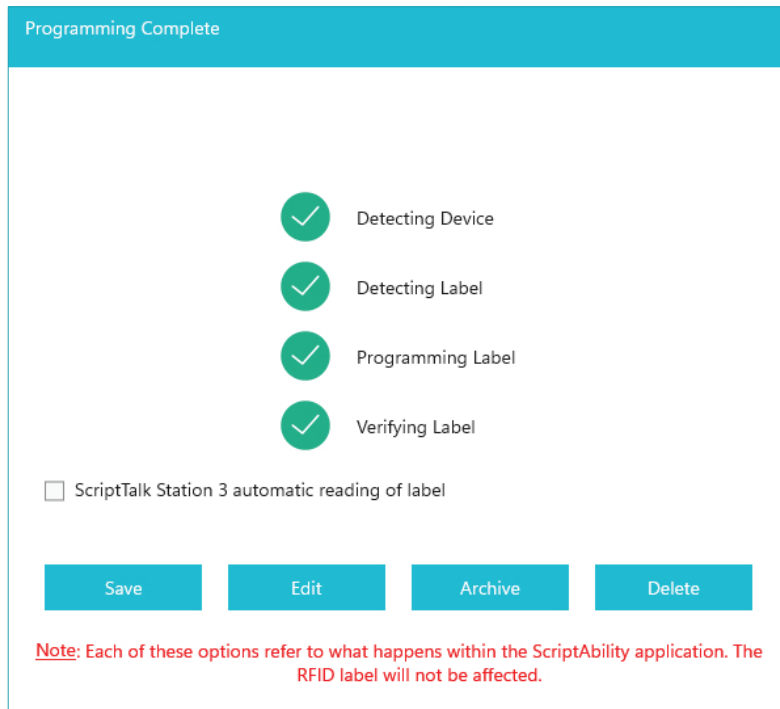 Programming Complete
Detecting Device
Detecting Label
Programming Label
Verifying Label
ScriptTalk Station 3 automatic reading of label
Save Edit Archive Delete
Note: Each of these options refer to what happens within the ScriptAbility application. The
RFID label will not be affected.